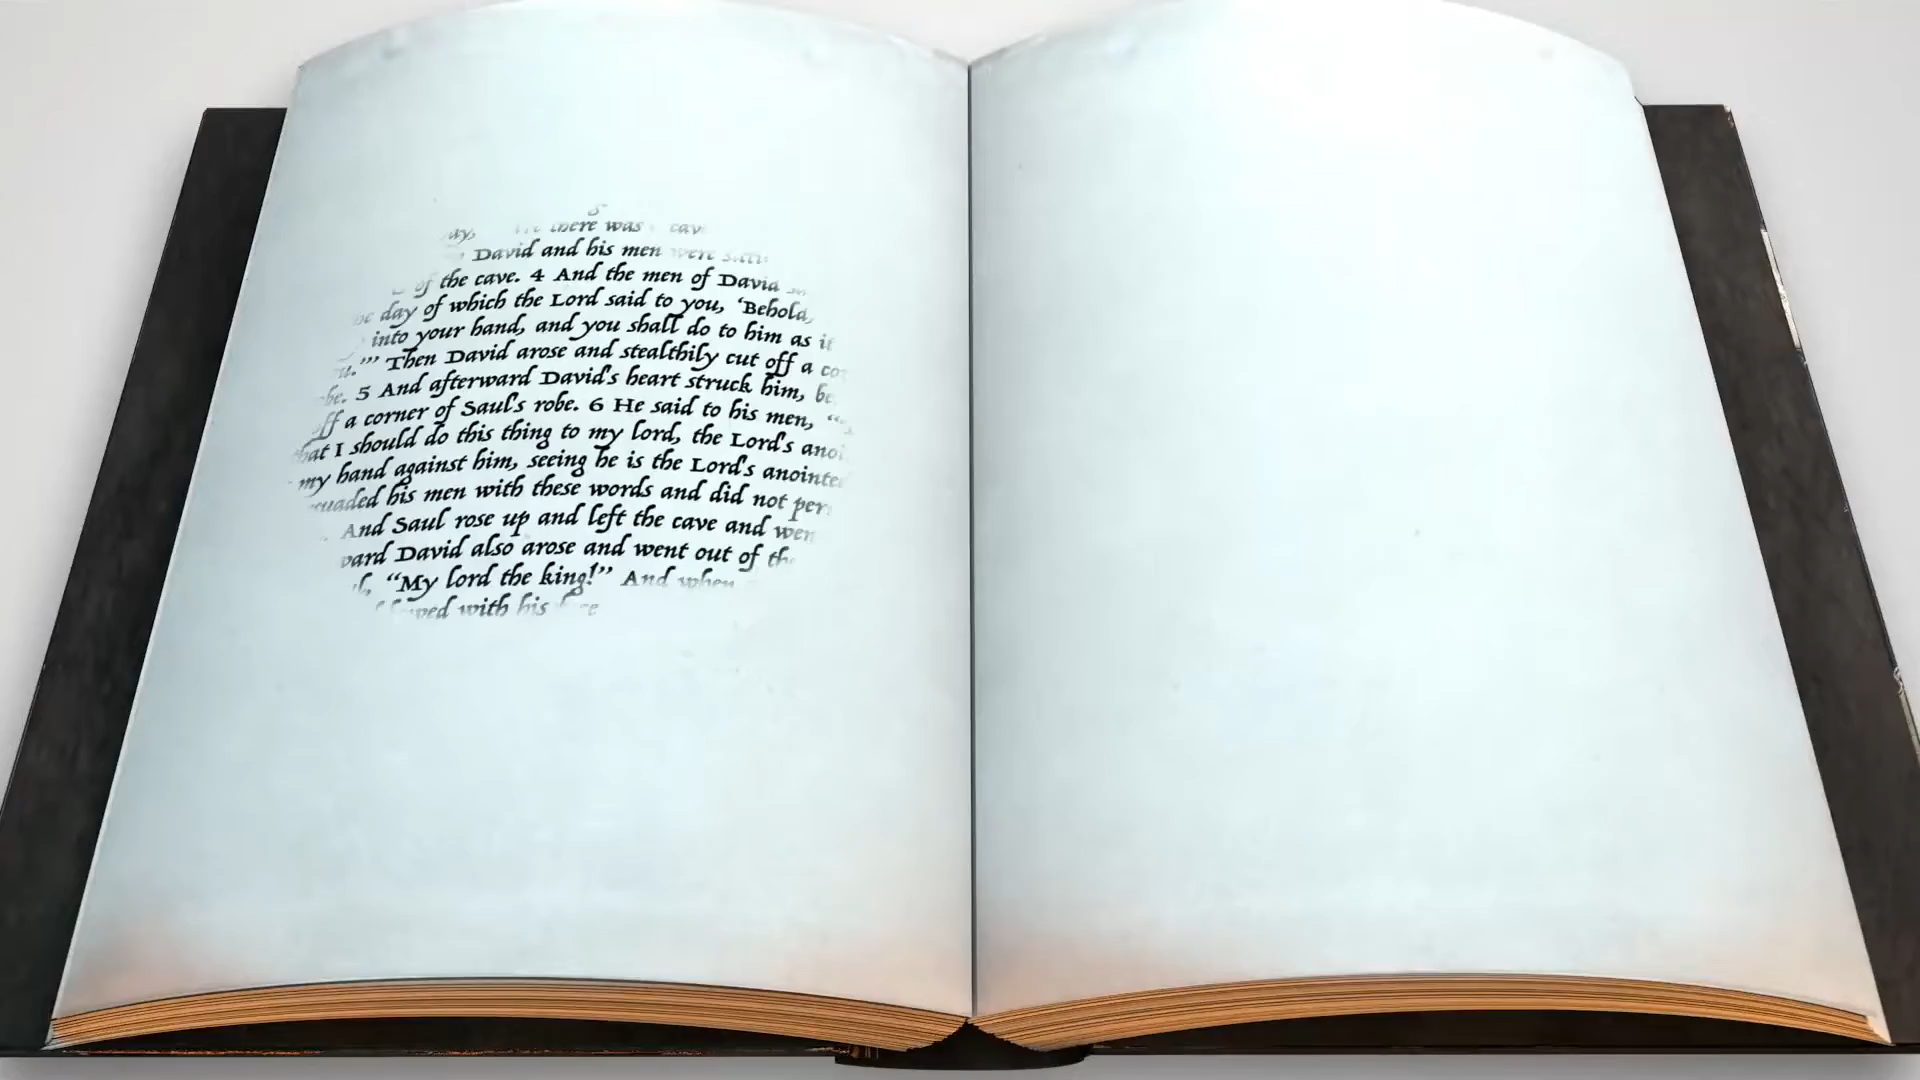 there was
David and his men were
of the cave. 4 And the men of David
day of which the Lord said to you, ‘Behold,
into your hand, and you shall do to him as it
’” Then David arose and stealthily cut off a
5 And afterward David's heart struck him,
off a corner of Saul's robe. 6 He said to his men, “
that I should do this thing to my lord, the Lord's
my hand against him, seeing he is the Lord's anointed
his men with these words and did not
And Saul rose up and left the cave and
David also arose and went out of the
“My lord the king!” And when
with his